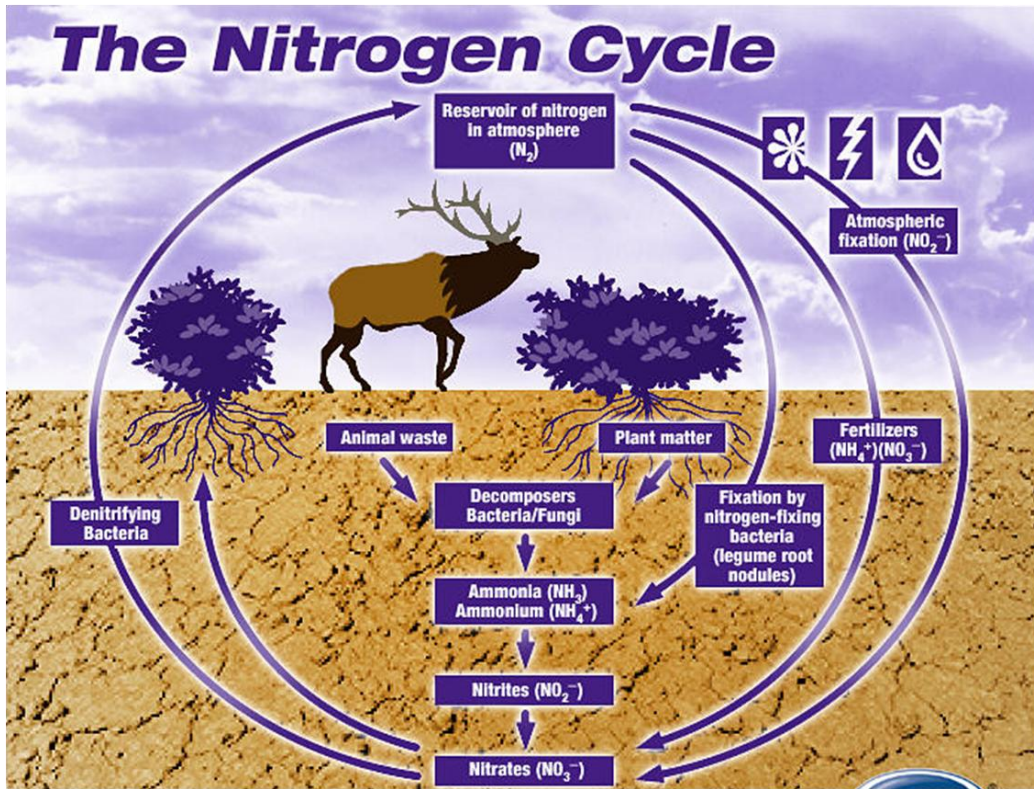 The Nitrogen Cycle
Reservoir of nitrogen
in atmosphere
(N₂)
Atmospheric
fixation (NO₂⁻)
Animal waste
Plant matter
Fertilizers
(NH₄⁺)(NO₃⁻)
Denitrifying
Bacteria
Decomposers
Bacteria/Fungi
Fixation by
nitrogen-fixing
bacteria
(legume root
nodules)
Ammonia (NH₃)
Ammonium (NH₄⁺)
Nitrites (NO₂⁻)
Nitrates (NO₃⁻)
®